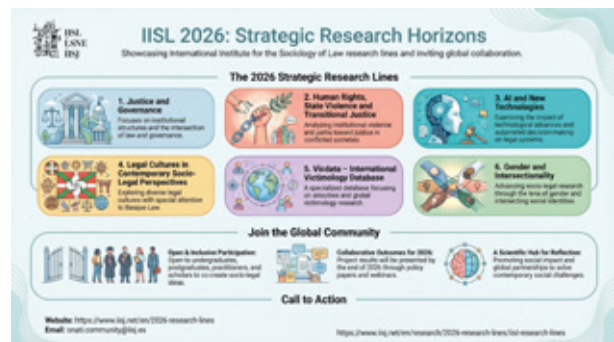 IISL
LSNE
IISJ
IISL 2026: Strategic Research Horizons
Showcasing International Institute for the Sociology of Law research lines and inviting global collaboration.
The 2026 Strategic Research Lines
1. Justice and
Governance
Focuses on institutional
structures and the intersection
of law and governance.
2. Human Rights,
State Violence and
Transitional Justice
Analyzing institutional violence
and paths toward justice in
conflicted societies.
3. AI and New
Technologies
Examining the impact of
technological advances and
automated decision-making
on legal systems.
4. Legal Cultures in
Contemporary Socio-
Legal Perspectives
Exploring diverse legal
cultures with special attention
to Basque Law.
5. Vicdata – International
Victimology Database
A specialized database focusing
on atrocities and global
victimology research.
6. Gender and
Intersectionality
Advancing socio-legal research
through the lens of gender and
intersecting social identities.
Join the Global Community
Open & Inclusive Participation:
Open to undergraduates,
postgraduates, practitioners, and
scholars to co-create socio-legal
ideas.
Collaborative Outcomes for 2026:
Project results will be presented by
the end of 2026 through policy
papers and webinars.
A Scientific Hub for Reflection:
Promoting social impact and
global partnerships to solve
contemporary social challenges.
Call to Action
Website: https://www.iisj.net/en/2026-research-lines
Email: onati.community@iisj.es
https://www.iisj.net/en/research/2026-research-lines/iisl-research-lines